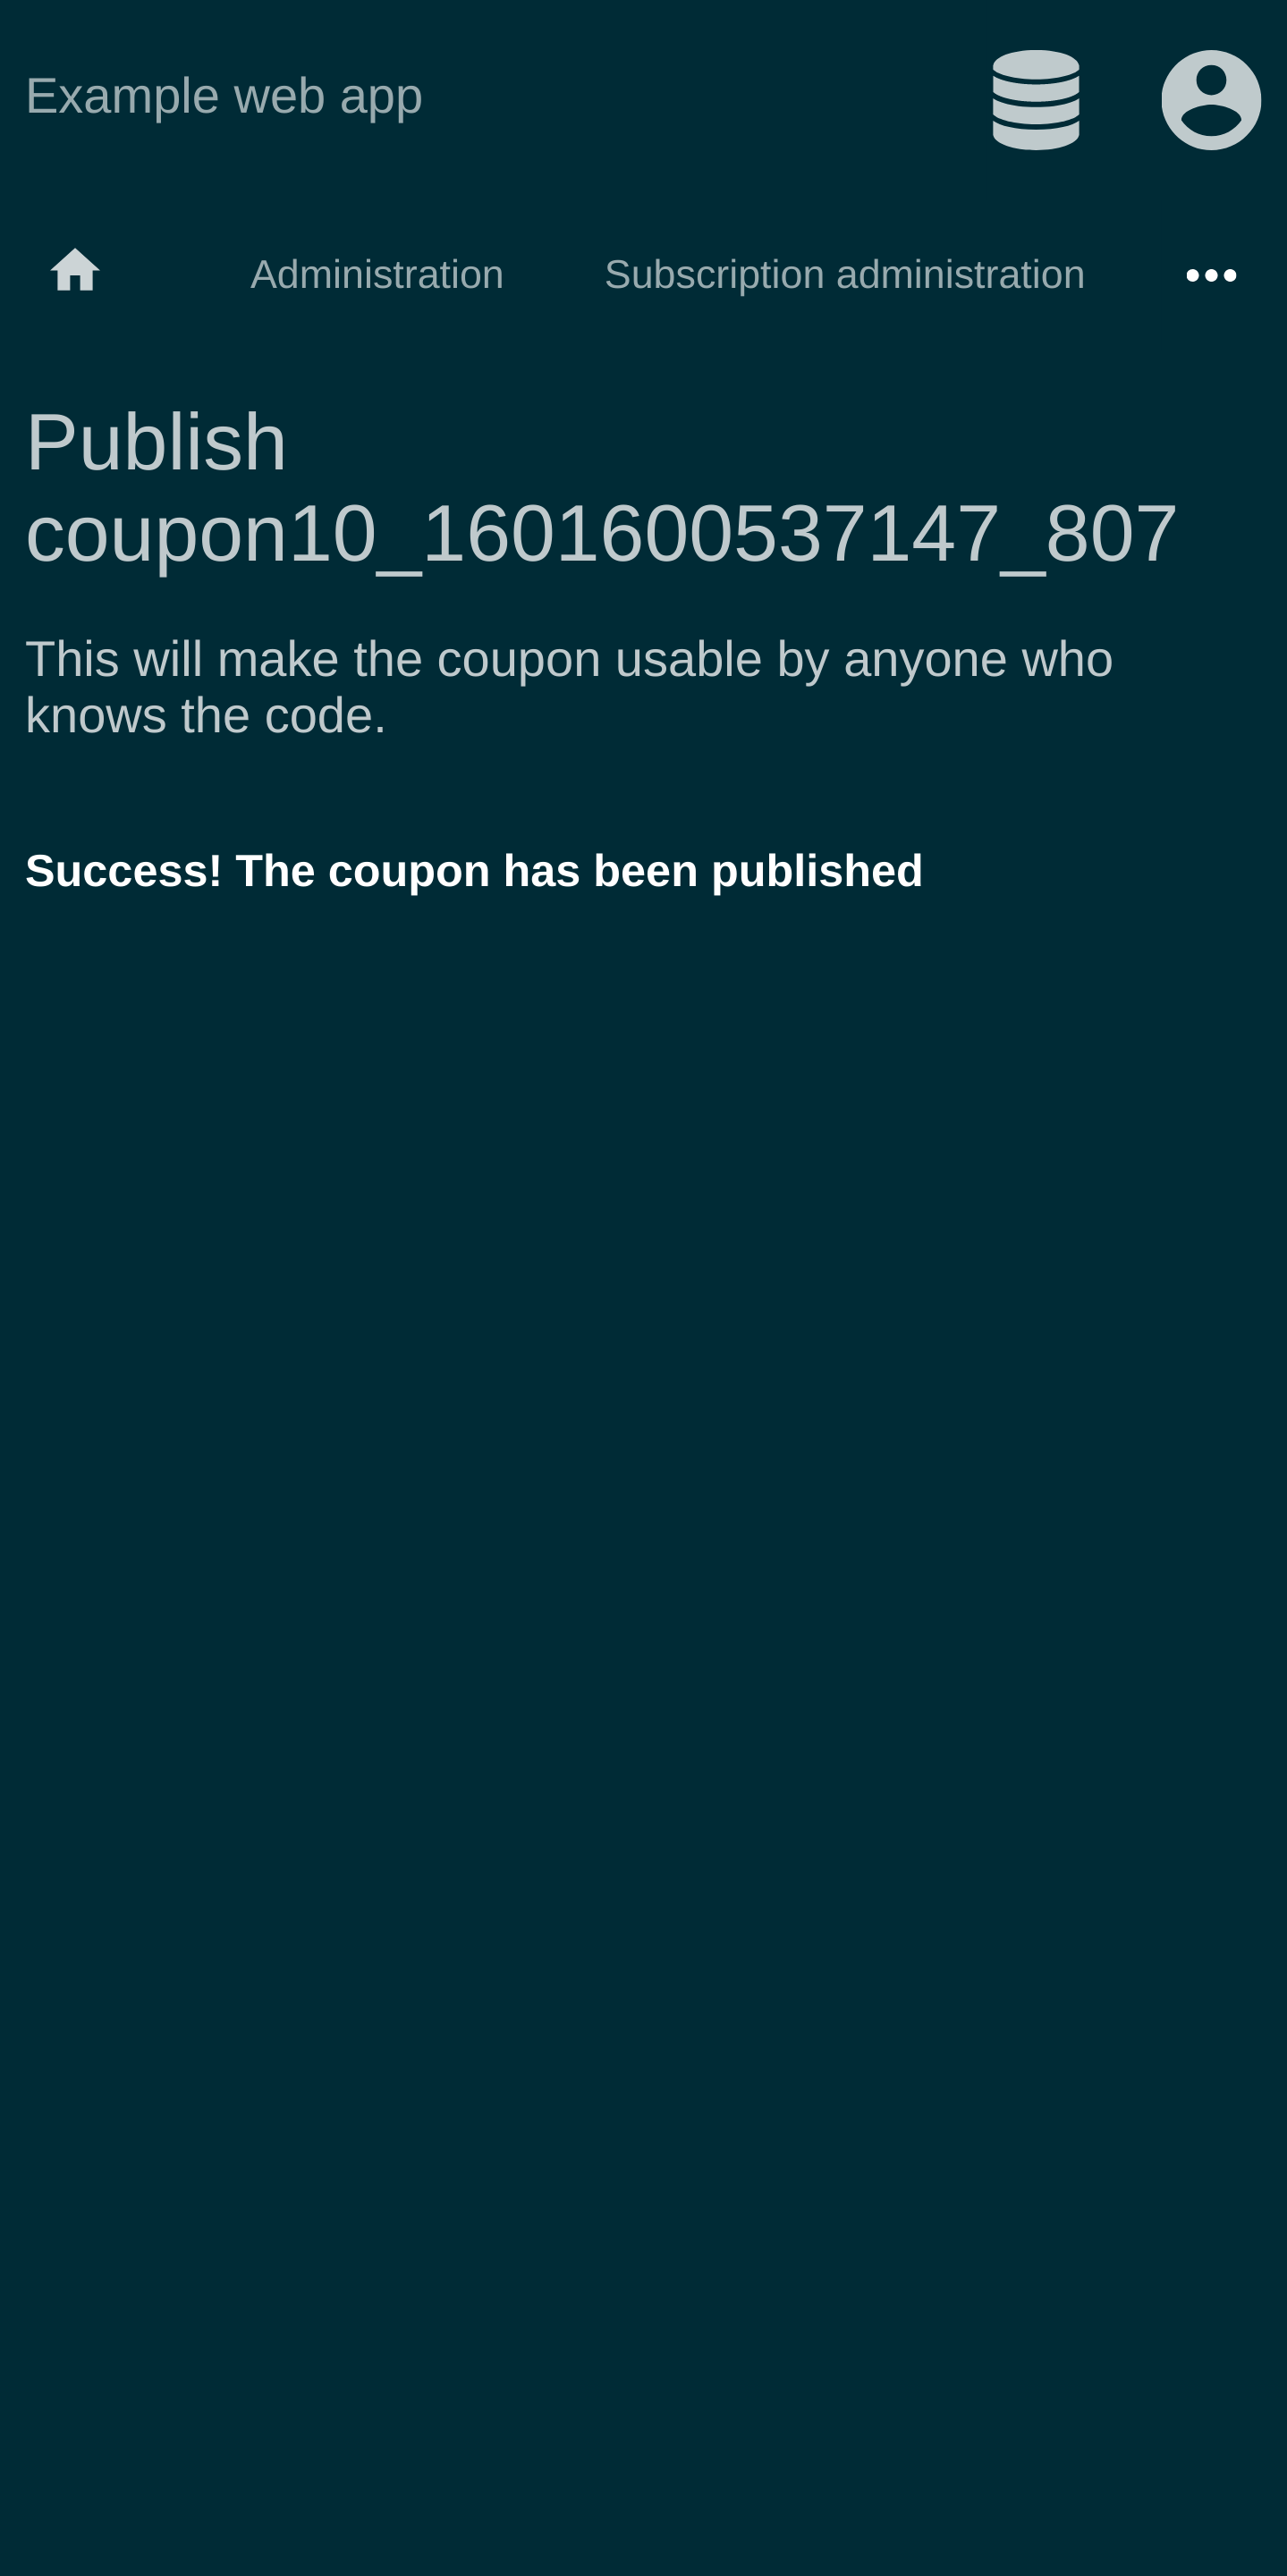 Example web app
Administration Subscription administration
Publish
coupon10_1601600537147_807
This will make the coupon usable by anyone who
knows the code.
Success! The coupon has been published